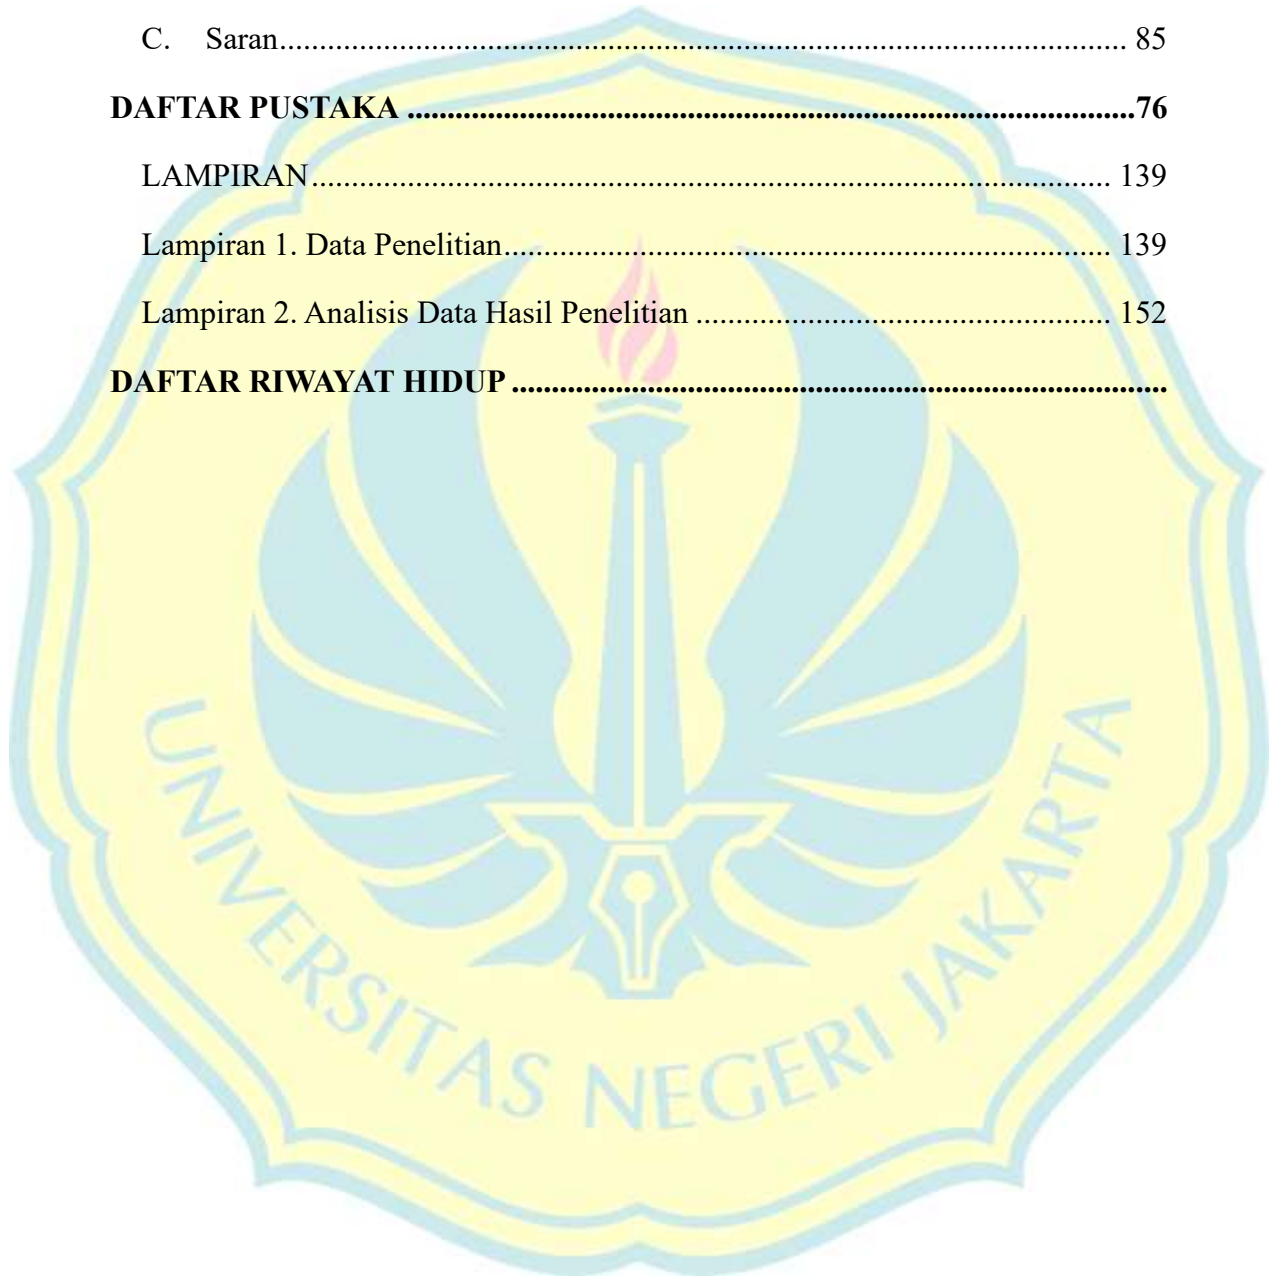 C. Saran.......................................................................................................... 85
DAFTAR PUSTAKA ...........................................................................................76
LAMPIRAN.................................................................................................... 139
Lampiran 1. Data Penelitian............................................................................ 139
Lampiran 2. Analisis Data Hasil Penelitian .................................................... 152
DAFTAR RIWAYAT HIDUP ..................................................................................
UNIVERSITAS NEGERI JAKARTA